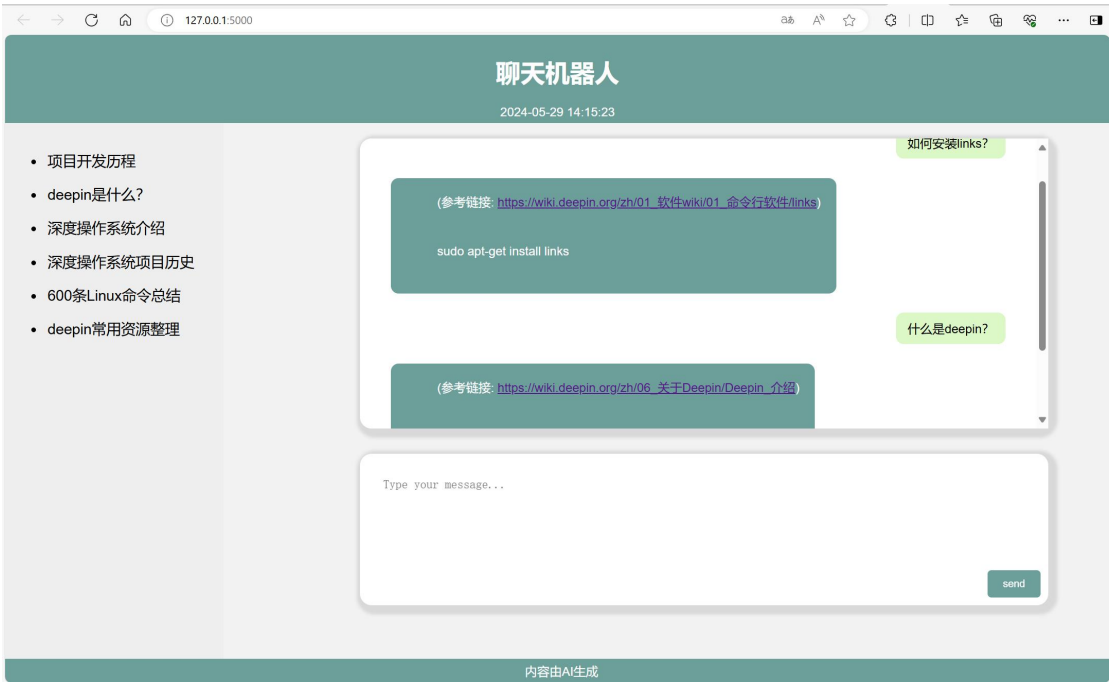 127.0.0.1:5000
聊天机器人
2024-05-29 14:15:23
项目开发历程
deepin是什么?
深度操作系统介绍
深度操作系统项目历史
600条Linux命令总结
deepin常用资源整理
如何安装links?
(参考链接: https://wiki.deepin.org/zh/01_软件wiki/01_命令行软件/links)
sudo apt-get install links
什么是deepin?
(参考链接: https://wiki.deepin.org/zh/06_关于Deepin/Deepin_介绍)
Type your message...
send
内容由AI生成